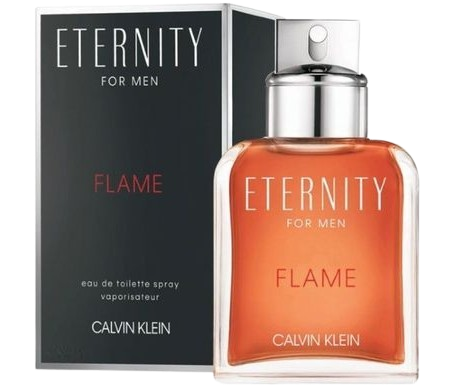 ETERNITY
FOR MEN
FLAME
eau de toilette spray
vaporisateur
CALVIN KLEIN
ETERNITY
FOR MEN
FLAME
CALVIN KLEIN